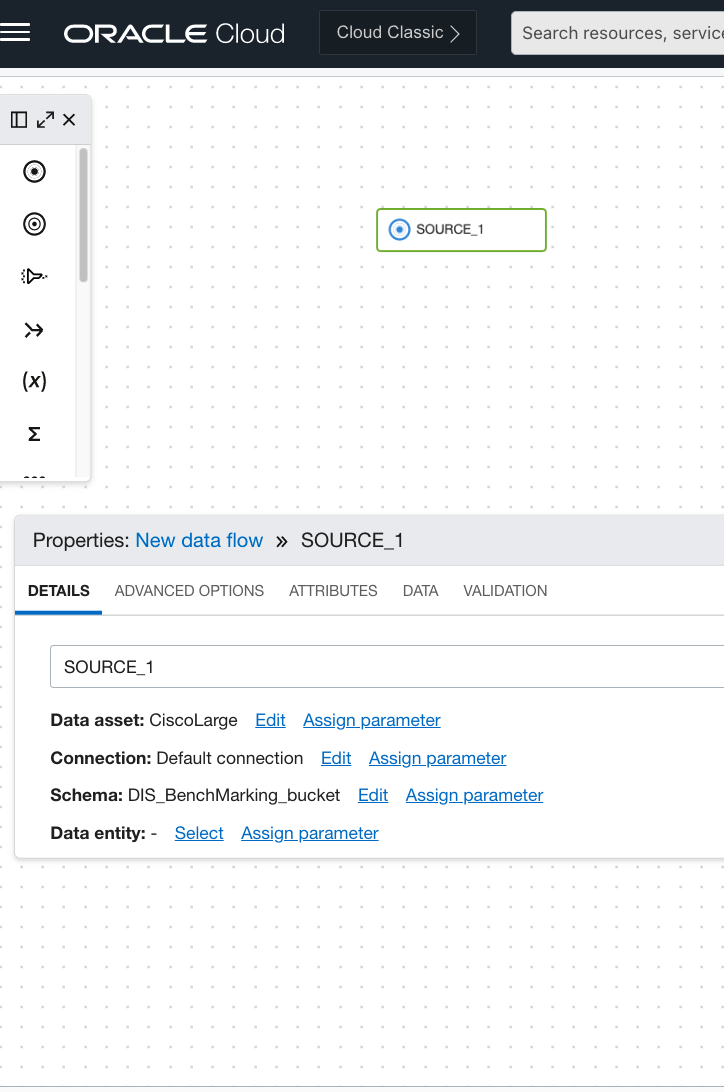 ORACLE Cloud Cloud Classic Search resources, service
(x)
Σ
SOURCE_1
Properties: New data flow » SOURCE_1
DETAILS ADVANCED OPTIONS ATTRIBUTES DATA VALIDATION
SOURCE_1
Data asset: CiscoLarge Edit Assign parameter
Connection: Default connection Edit Assign parameter
Schema: DIS_BenchMarking_bucket Edit Assign parameter
Data entity: - Select Assign parameter